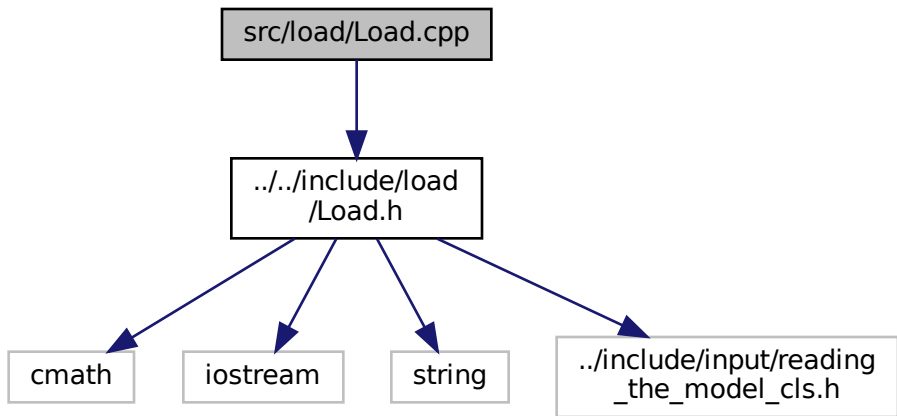 src/load/Load.cpp
../../include/load
/Load.h
cmath
iostream
string
../include/input/reading
_the_model_cls.h